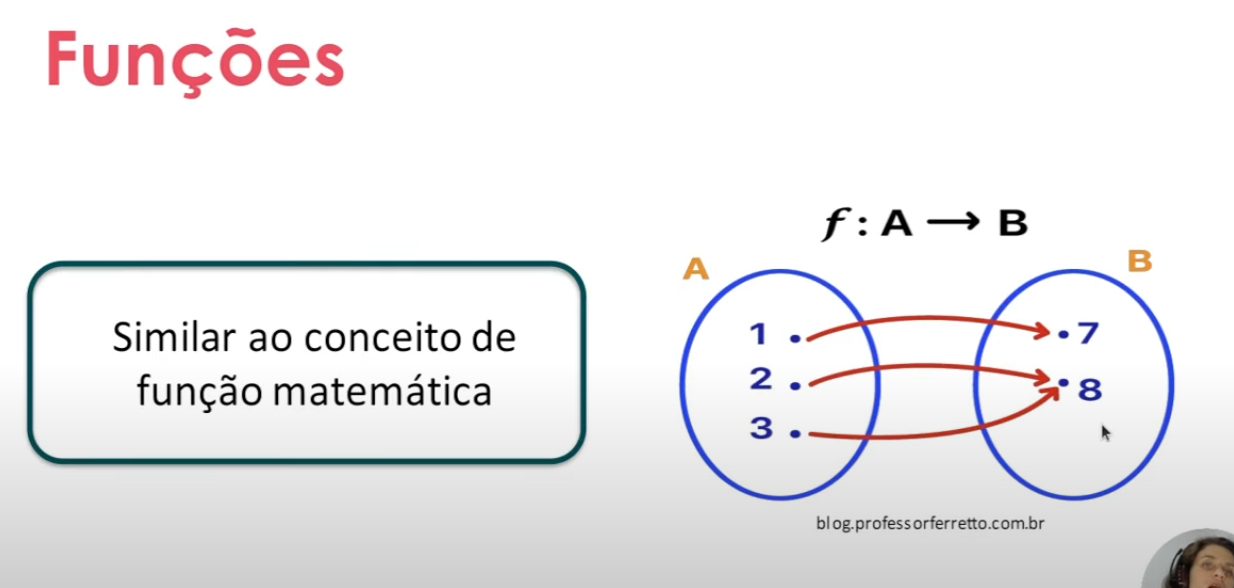 Funções
Similar ao conceito de
função matemática
f : A → B
A
B
1
7
2
8
3
blog.professorferretto.com.br